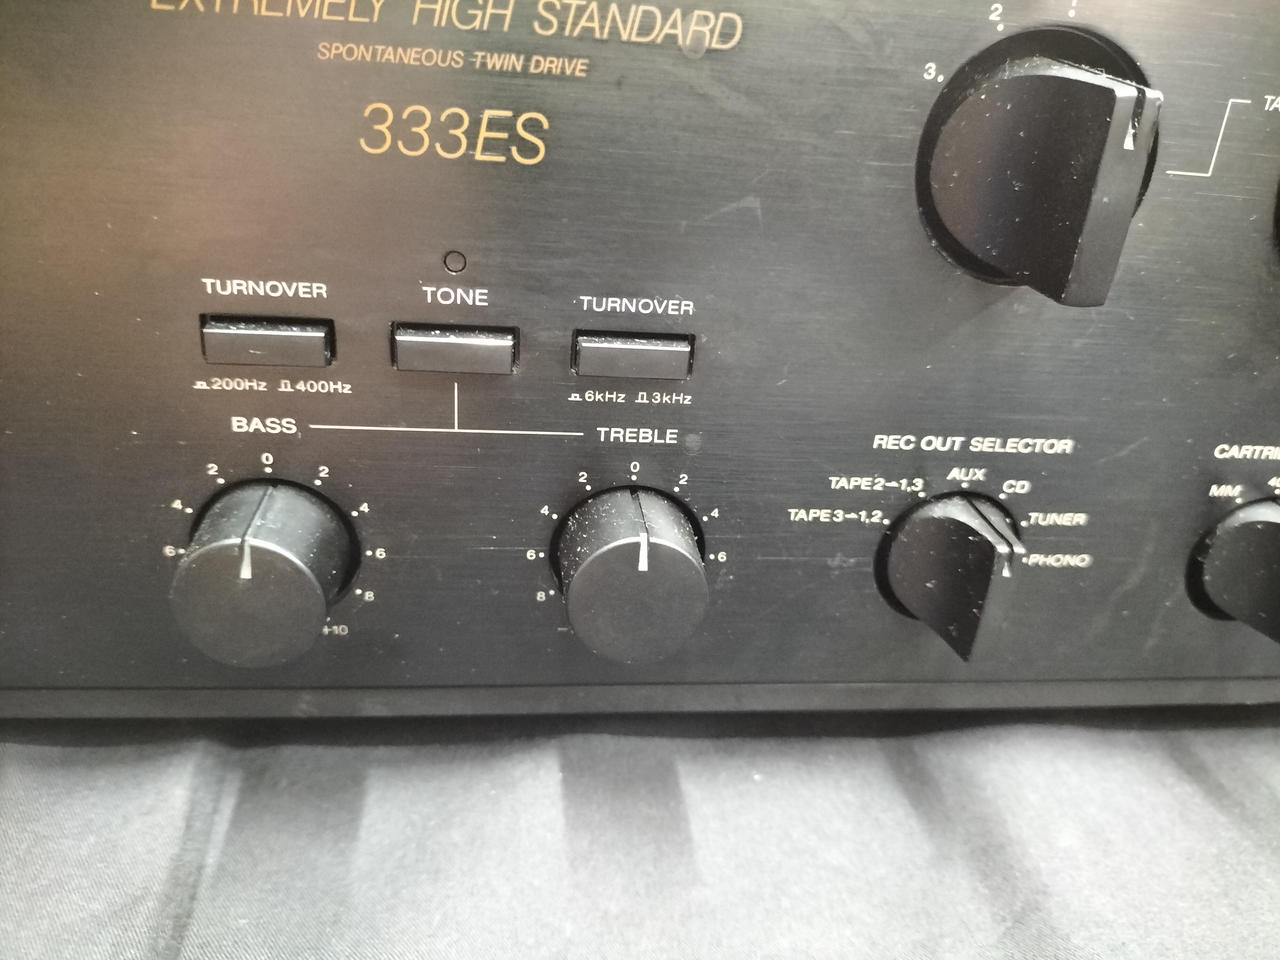 EXTREMELY HIGH STANDARD
SPONTANEOUS TWIN DRIVE
333ES
2
3
TURNOVER
TONE
TURNOVER
200Hz 400Hz
6kHz 3kHz
BASS
TREBLE
0
2 2
4 4
6 6
8
+10
0
2 2
4 4
6 6
8
REC OUT SELECTOR
AUX
TAPE2→1,3 CD
TAPE3→1,2 TUNER
PHONO
MM